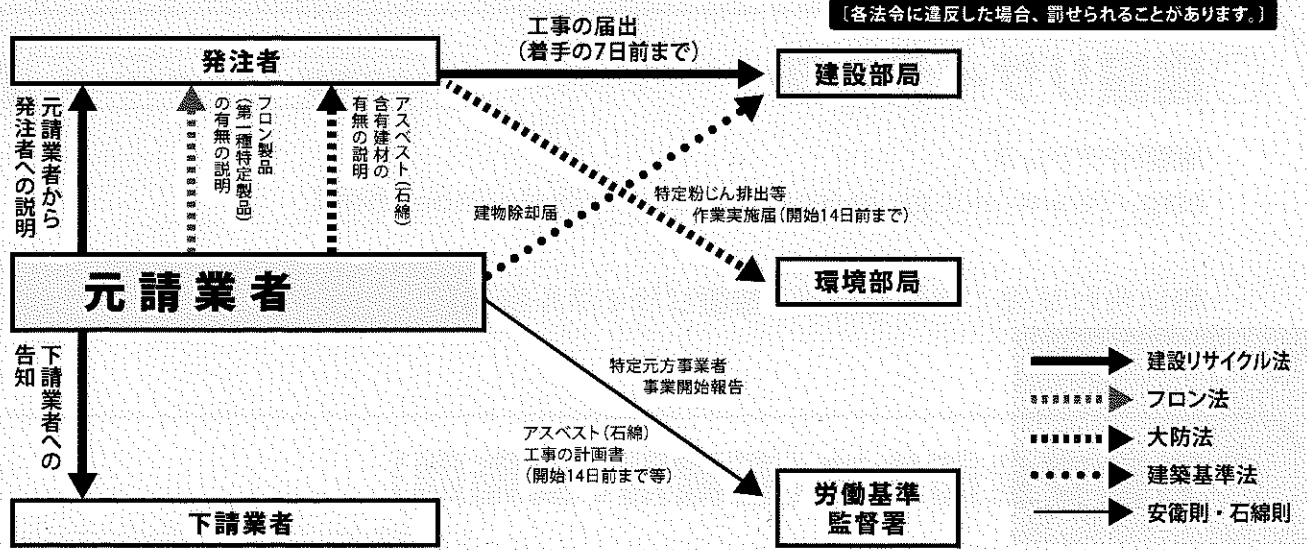 〔各法令に違反した場合、罰せられることがあります。〕
工事の届出
(着手の7日前まで)
発注者
建設部局
元請業者から
発注者への説明
フロン製品
(第一種特定製品)
の有無の説明
アスベスト(石綿)
含有建材の
有無の説明
建物除却届
特定粉じん排出等
作業実施届(開始14日前まで)
元請業者
環境部局
下請業者への
告知
特定元方事業者
事業開始報告
アスベスト(石綿)
工事の計画書
(開始14日前まで等)
下請業者
労働基準
監督署
建設リサイクル法
フロン法
大防法
建築基準法
安衛則・石綿則